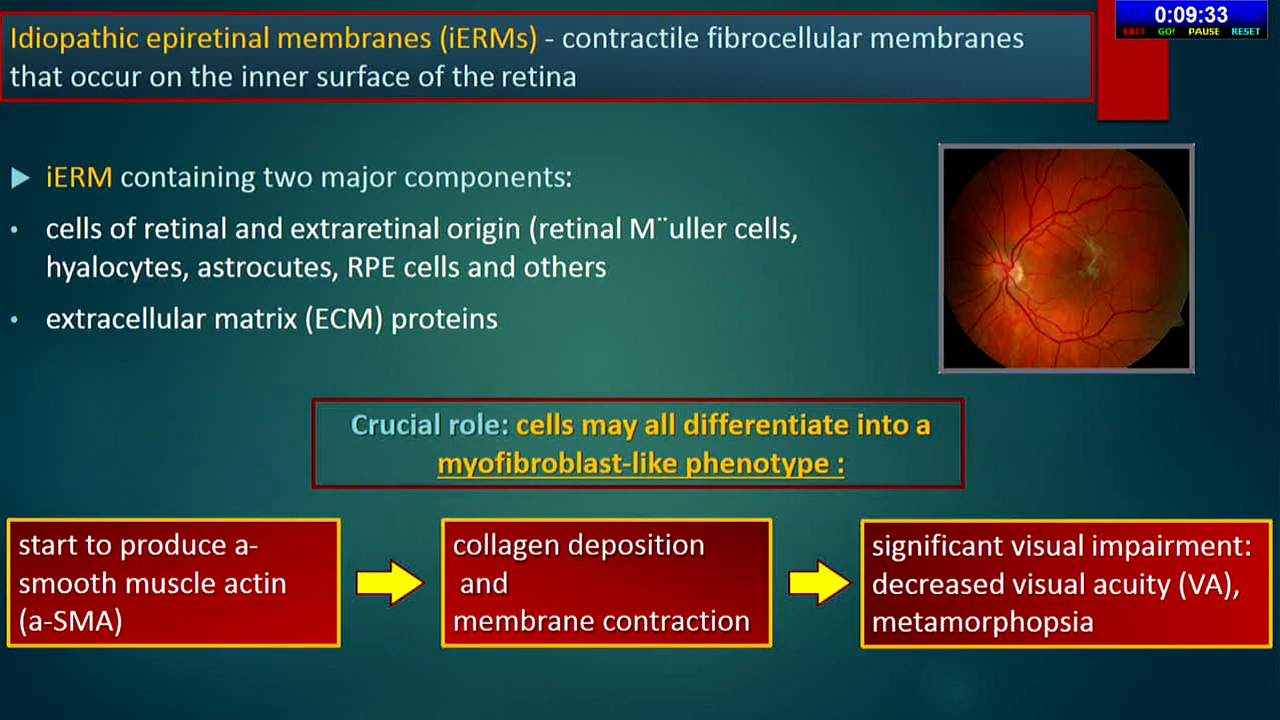 0:09:33
EXIT GO! PAUSE RESET
Idiopathic epiretinal membranes (iERMs) - contractile fibrocellular membranes
that occur on the inner surface of the retina
iERM containing two major components:
• cells of retinal and extraretinal origin (retinal M¨uller cells,
hyalocytes, astrocutes, RPE cells and others
• extracellular matrix (ECM) proteins
Crucial role: cells may all differentiate into a
myofibroblast-like phenotype :
start to produce a-
smooth muscle actin
(a-SMA)
collagen deposition
and
membrane contraction
significant visual impairment:
decreased visual acuity (VA),
metamorphopsia